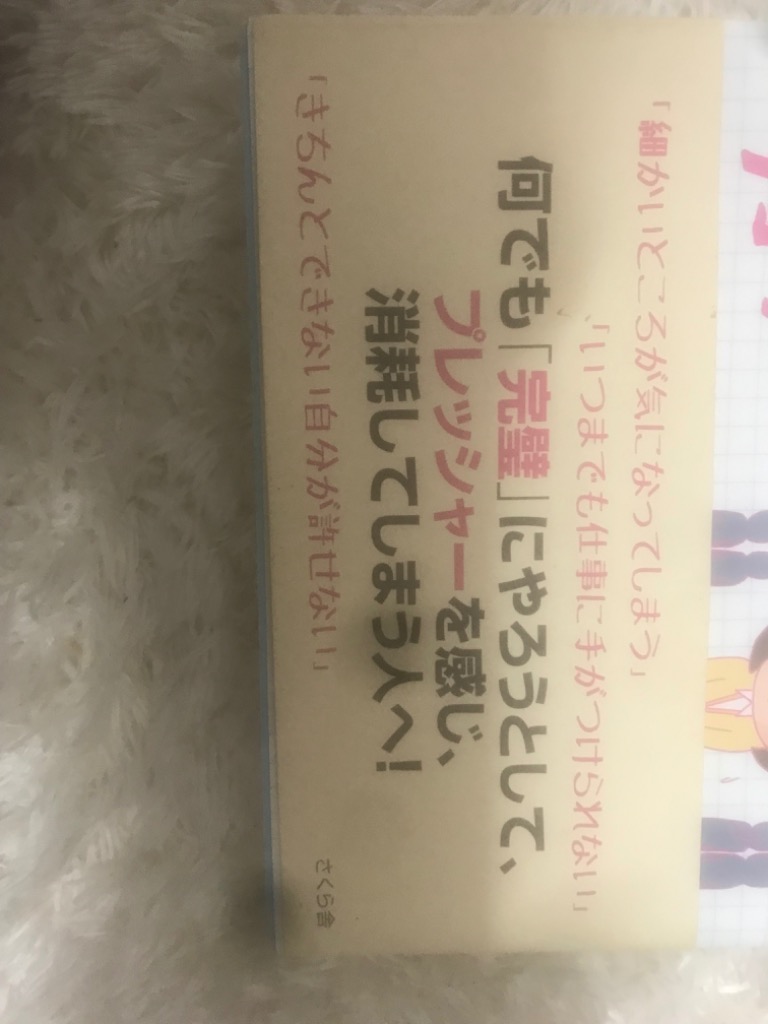 「細かいところが気になってしまう」
「いつまでも仕事に手がつけられない」
何でも「完璧」にやろうとして、
プレッシャーを感じ、
消耗してしまう人へ!
「きちんとできない自分が許せない」
さくら舎